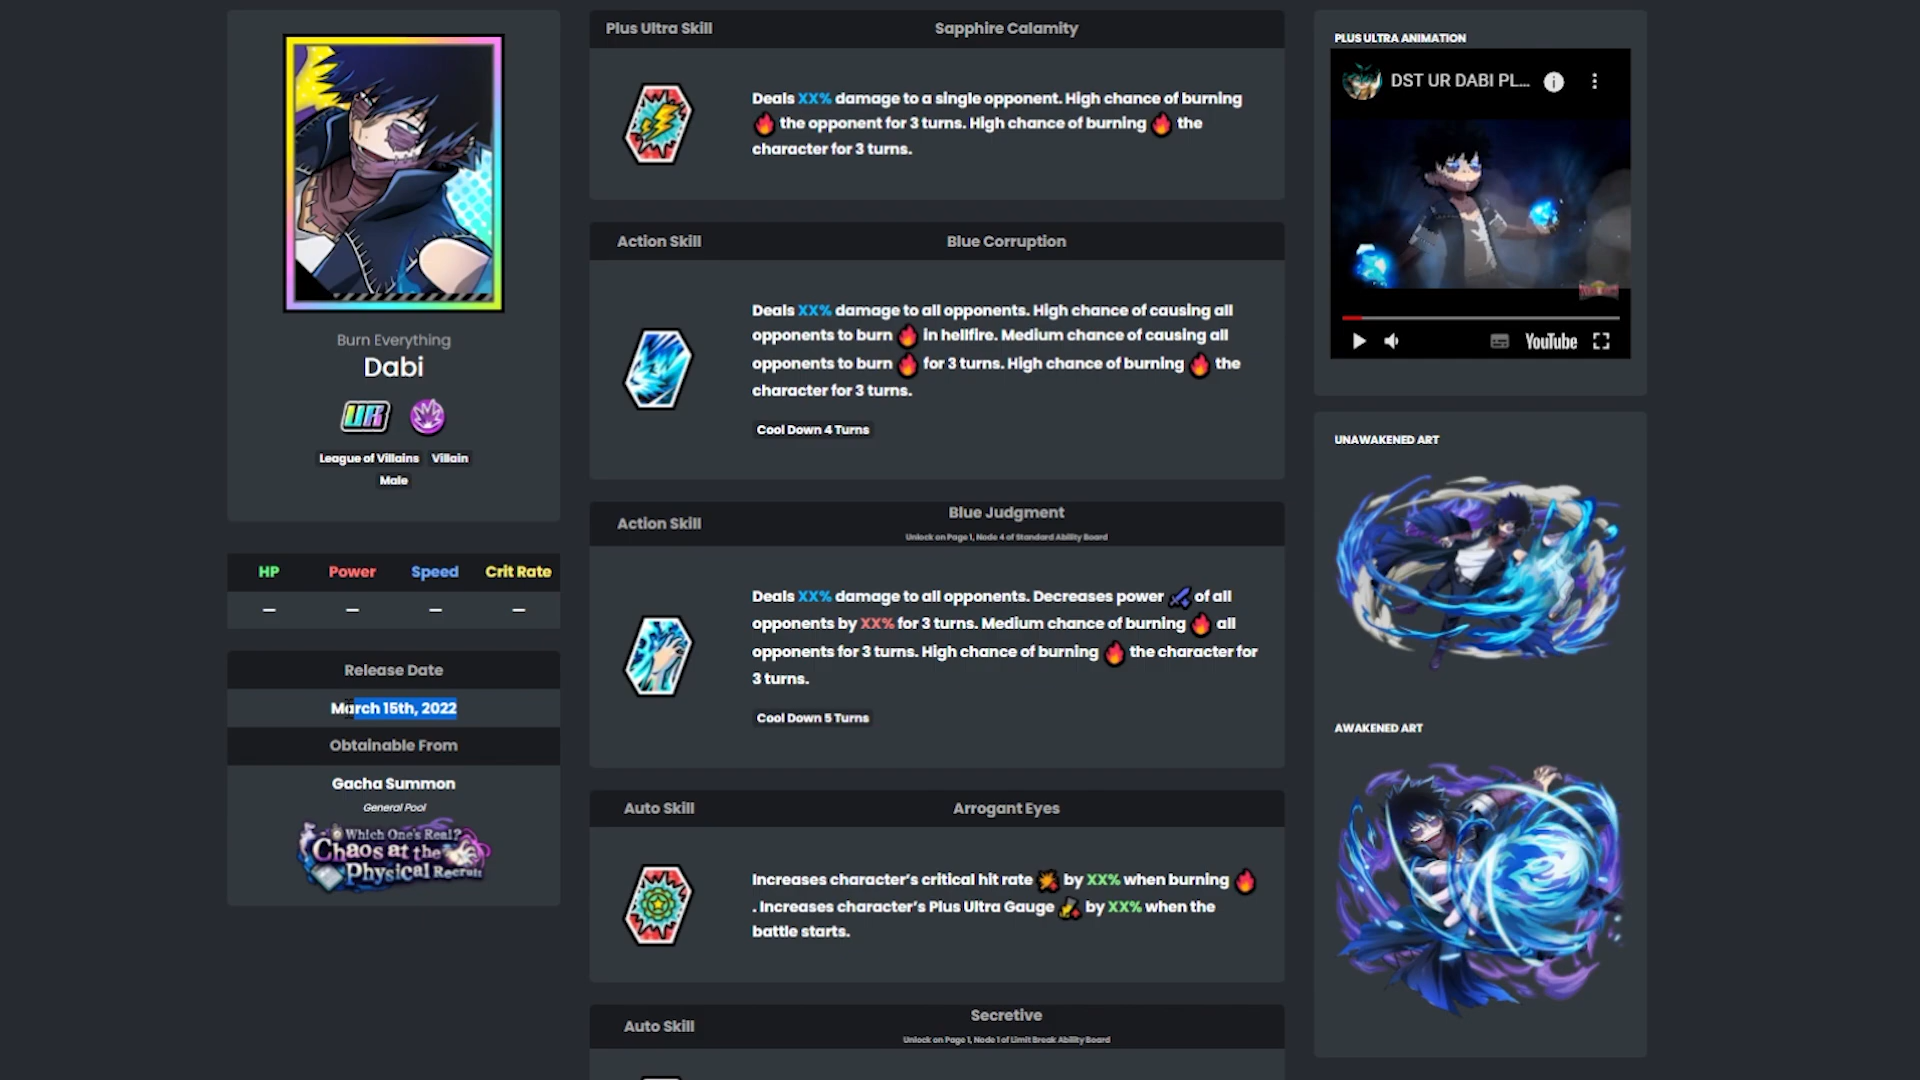 Burn Everything
Dabi
UR
League of Villains Villain
Male
HP Power Speed Crit Rate
– – – –
Release Date
March 15th, 2022
Obtainable From
Gacha Summon
General Pool
Which One's Real?
Chaos at the
Physical Recruit
Plus Ultra Skill Sapphire Calamity
Deals XX% damage to a single opponent. High chance of burning
the opponent for 3 turns. High chance of burning the
character for 3 turns.
Action Skill Blue Corruption
Deals XX% damage to all opponents. High chance of causing all
opponents to burn in hellfire. Medium chance of causing all
opponents to burn for 3 turns. High chance of burning the
character for 3 turns.
Cool Down 4 Turns
Action Skill Blue Judgment
Unlock on Page 1, Node 4 of Standard Ability Board
Deals XX% damage to all opponents. Decreases power of all
opponents by XX% for 3 turns. Medium chance of burning all
opponents for 3 turns. High chance of burning the character for
3 turns.
Cool Down 5 Turns
Auto Skill Arrogant Eyes
Increases character's critical hit rate by XX% when burning
. Increases character's Plus Ultra Gauge by XX% when the
battle starts.
Auto Skill Secretive
Unlock on Page 1, Node 1 of Limit Break Ability Board
PLUS ULTRA ANIMATION
DST UR DABI PL...
YouTube
UNAWAKENED ART
AWAKENED ART